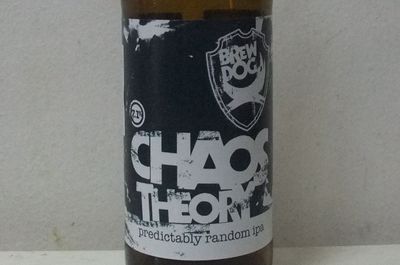 BREW
DOG
CHAOS
THEORY
predictably random ipa